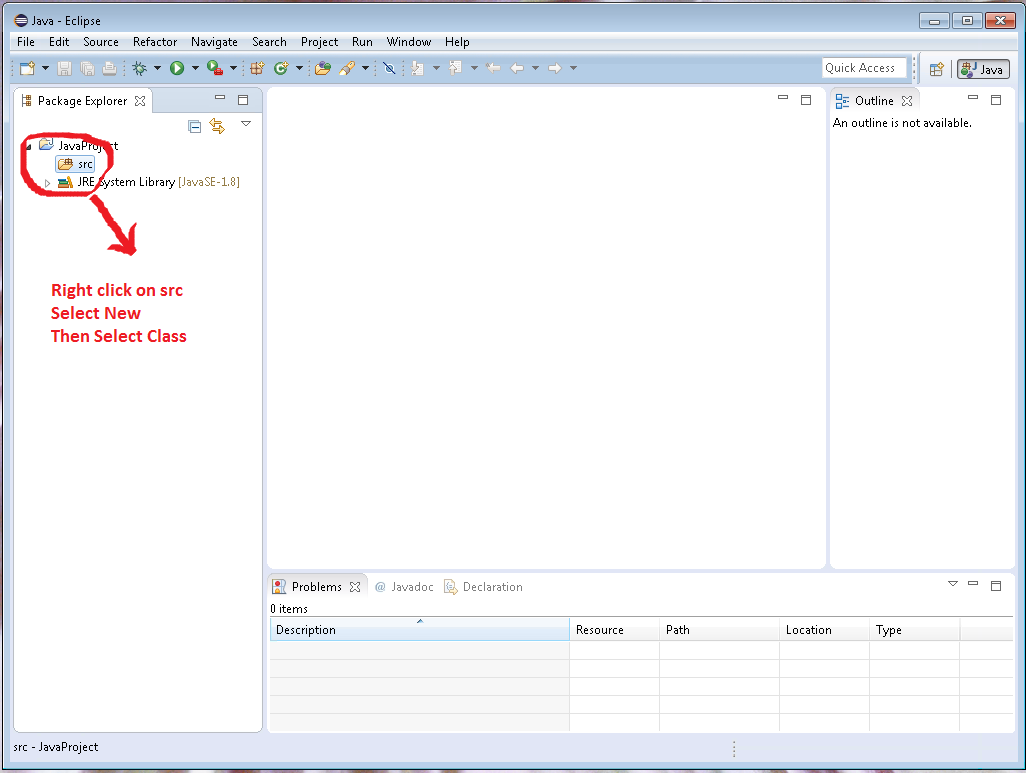 Java - Eclipse
File Edit Source Refactor Navigate Search Project Run Window Help
Quick Access
Java
Package Explorer
JavaProject
src
JRE System Library [JavaSE-1.8]
Right click on src
Select New
Then Select Class
Outline
An outline is not available.
Problems @ Javadoc Declaration
0 items
Description Resource Path Location Type
src - JavaProject